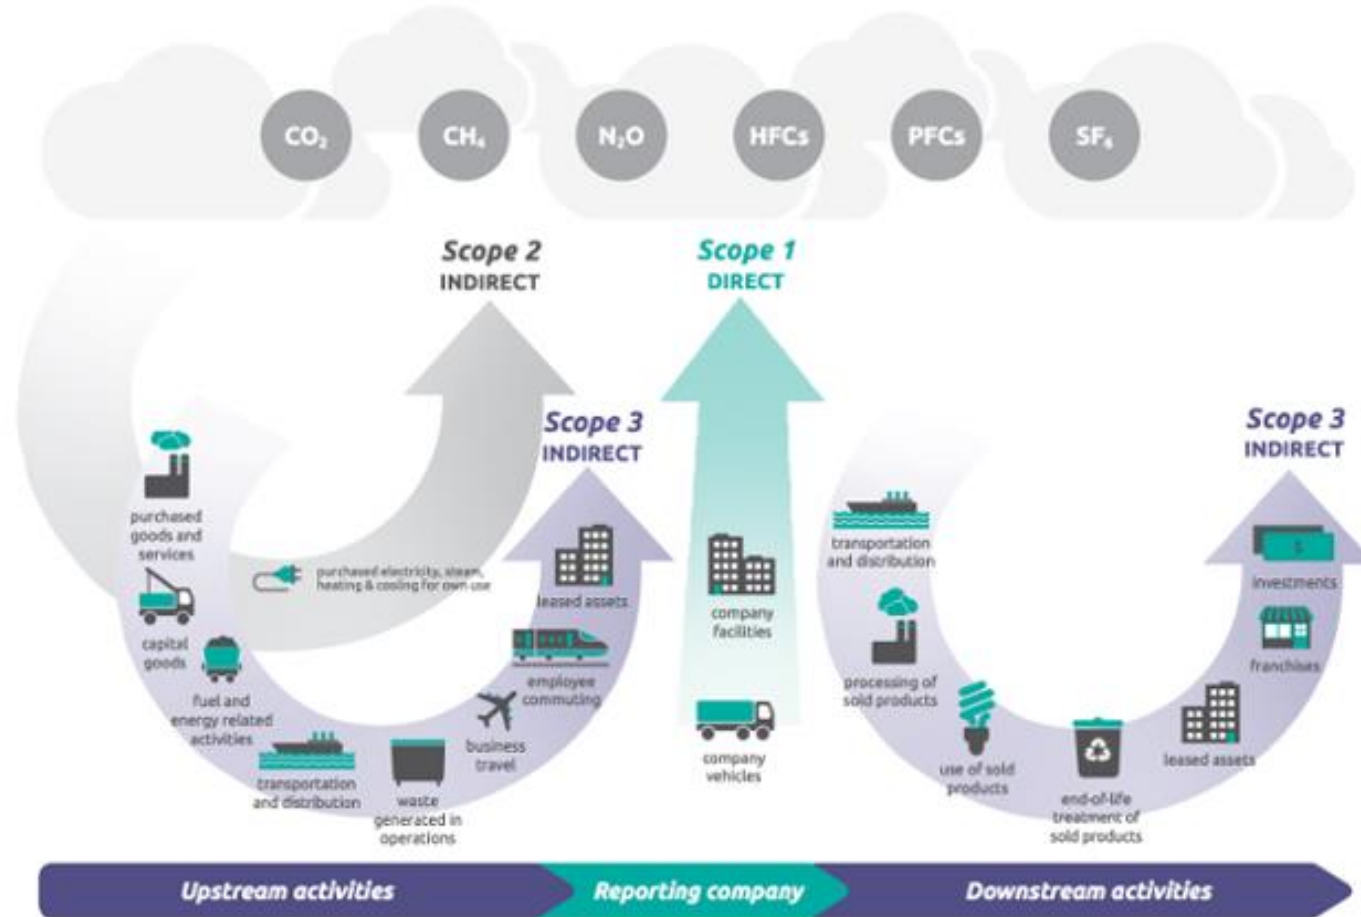 CO₂
CH₄
N₂O
HFCs
PFCs
SF₆
Scope 2
INDIRECT
Scope 1
DIRECT
Scope 3
INDIRECT
Scope 3
INDIRECT
purchased
goods and
services
capital
goods
fuel and
energy related
activities
transportation
and distribution
waste
generated in
operations
business
travel
employee
commuting
leased assets
purchased electricity, steam,
heating & cooling for own use
company
facilities
company
vehicles
transportation
and distribution
processing of
sold products
use of sold
products
end-of-life
treatment of
sold products
leased assets
franchises
investments
$
Upstream activities
Reporting company
Downstream activities